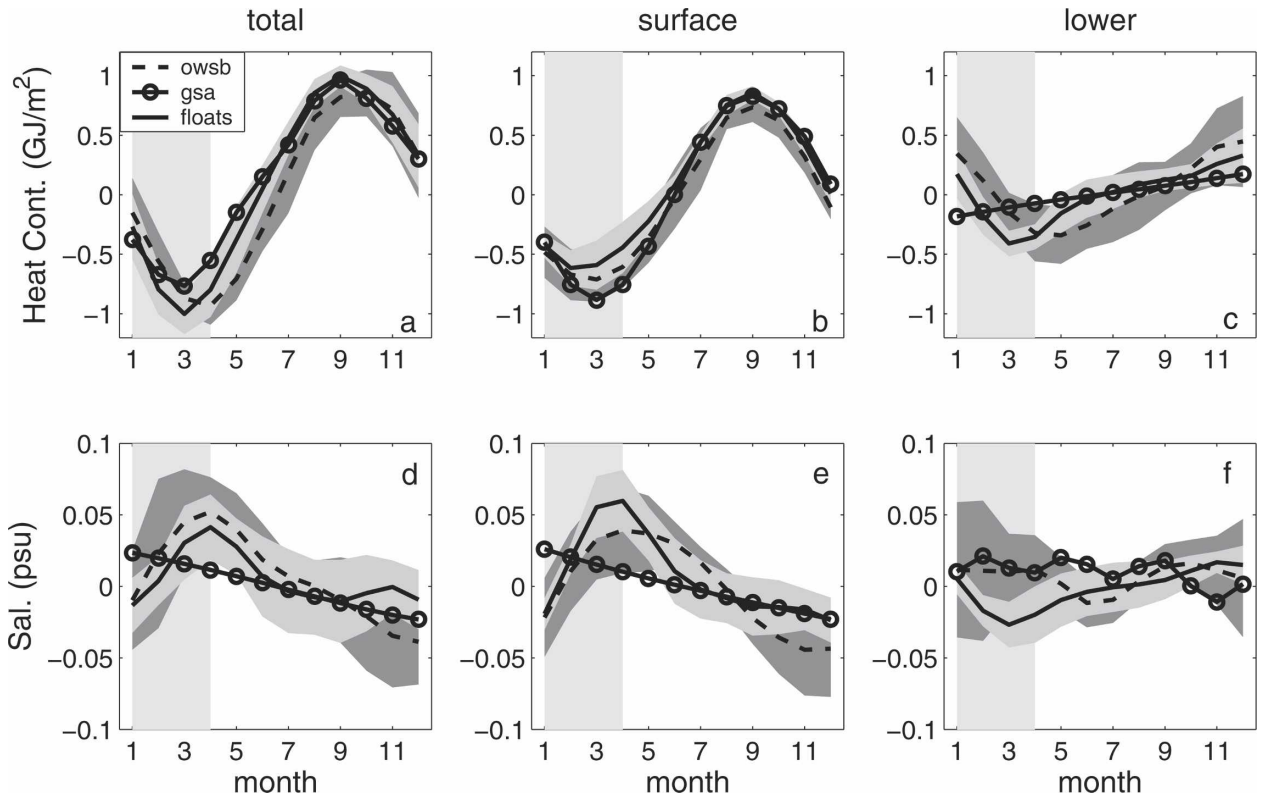 total surface lower
Heat Cont. (GJ/m²)
1
0.5
0
−0.5
−1
owsb
gsa
floats
a
1 3 5 7 9 11
1
0.5
0
−0.5
−1
b
1 3 5 7 9 11
1
0.5
0
−0.5
−1
c
1 3 5 7 9 11
Sal. (psu)
0.1
0.05
0
−0.05
−0.1
d
1 3 5 7 9 11
month
0.1
0.05
0
−0.05
−0.1
e
1 3 5 7 9 11
month
0.1
0.05
0
−0.05
−0.1
f
1 3 5 7 9 11
month